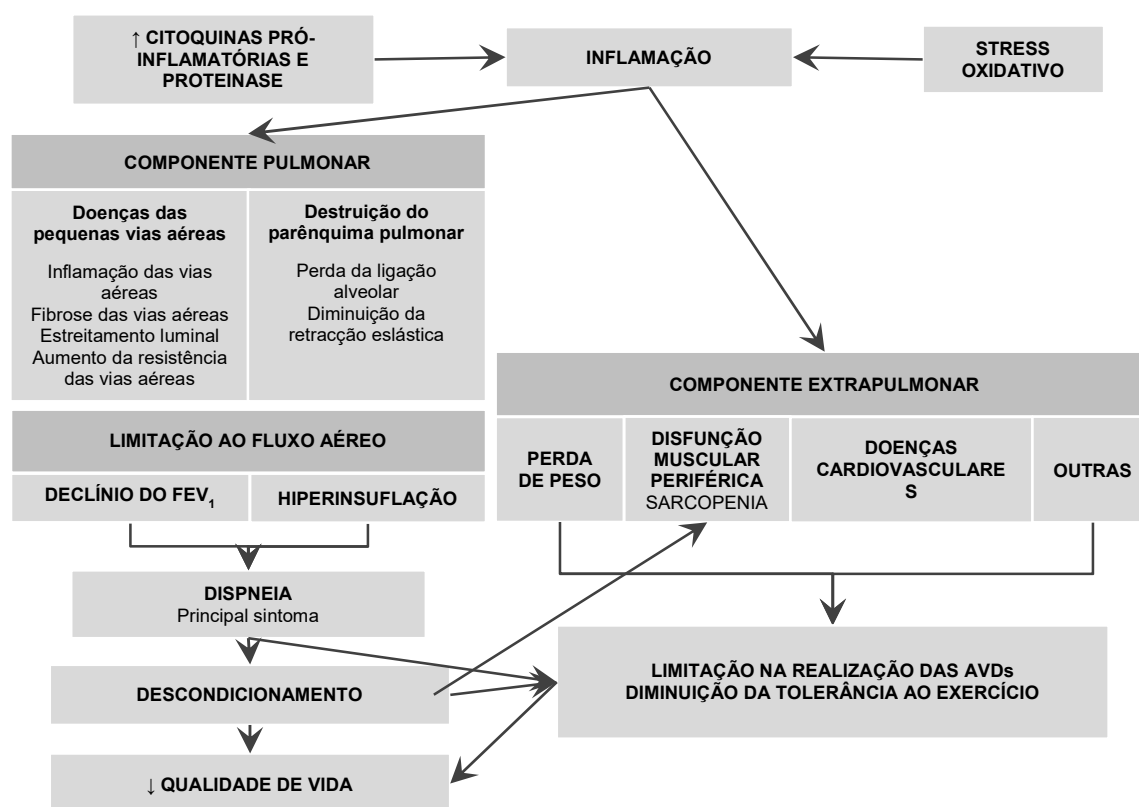 ↑ CITOQUINAS PRÓ-
INFLAMATÓRIAS E
PROTEINASE
INFLAMAÇÃO
STRESS
OXIDATIVO
COMPONENTE PULMONAR
Doenças das
pequenas vias aéreas
Inflamação das vias
aéreas
Fibrose das vias aéreas
Estreitamento luminal
Aumento da resistência
das vias aéreas
Destruição do
parênquima pulmonar
Perda da ligação
alveolar
Diminuição da
retracção eslástica
COMPONENTE EXTRAPULMONAR
PERDA
DE PESO
DISFUNÇÃO
MUSCULAR
PERIFÉRICA
SARCOPENIA
DOENÇAS
CARDIOVASCULARE
S
OUTRAS
LIMITAÇÃO AO FLUXO AÉREO
DECLÍNIO DO FEV₁
HIPERINSUFLAÇÃO
DISPNEIA
Principal sintoma
DESCONDICIONAMENTO
LIMITAÇÃO NA REALIZAÇÃO DAS AVDs
DIMINUIÇÃO DA TOLERÂNCIA AO EXERCÍCIO
↓ QUALIDADE DE VIDA